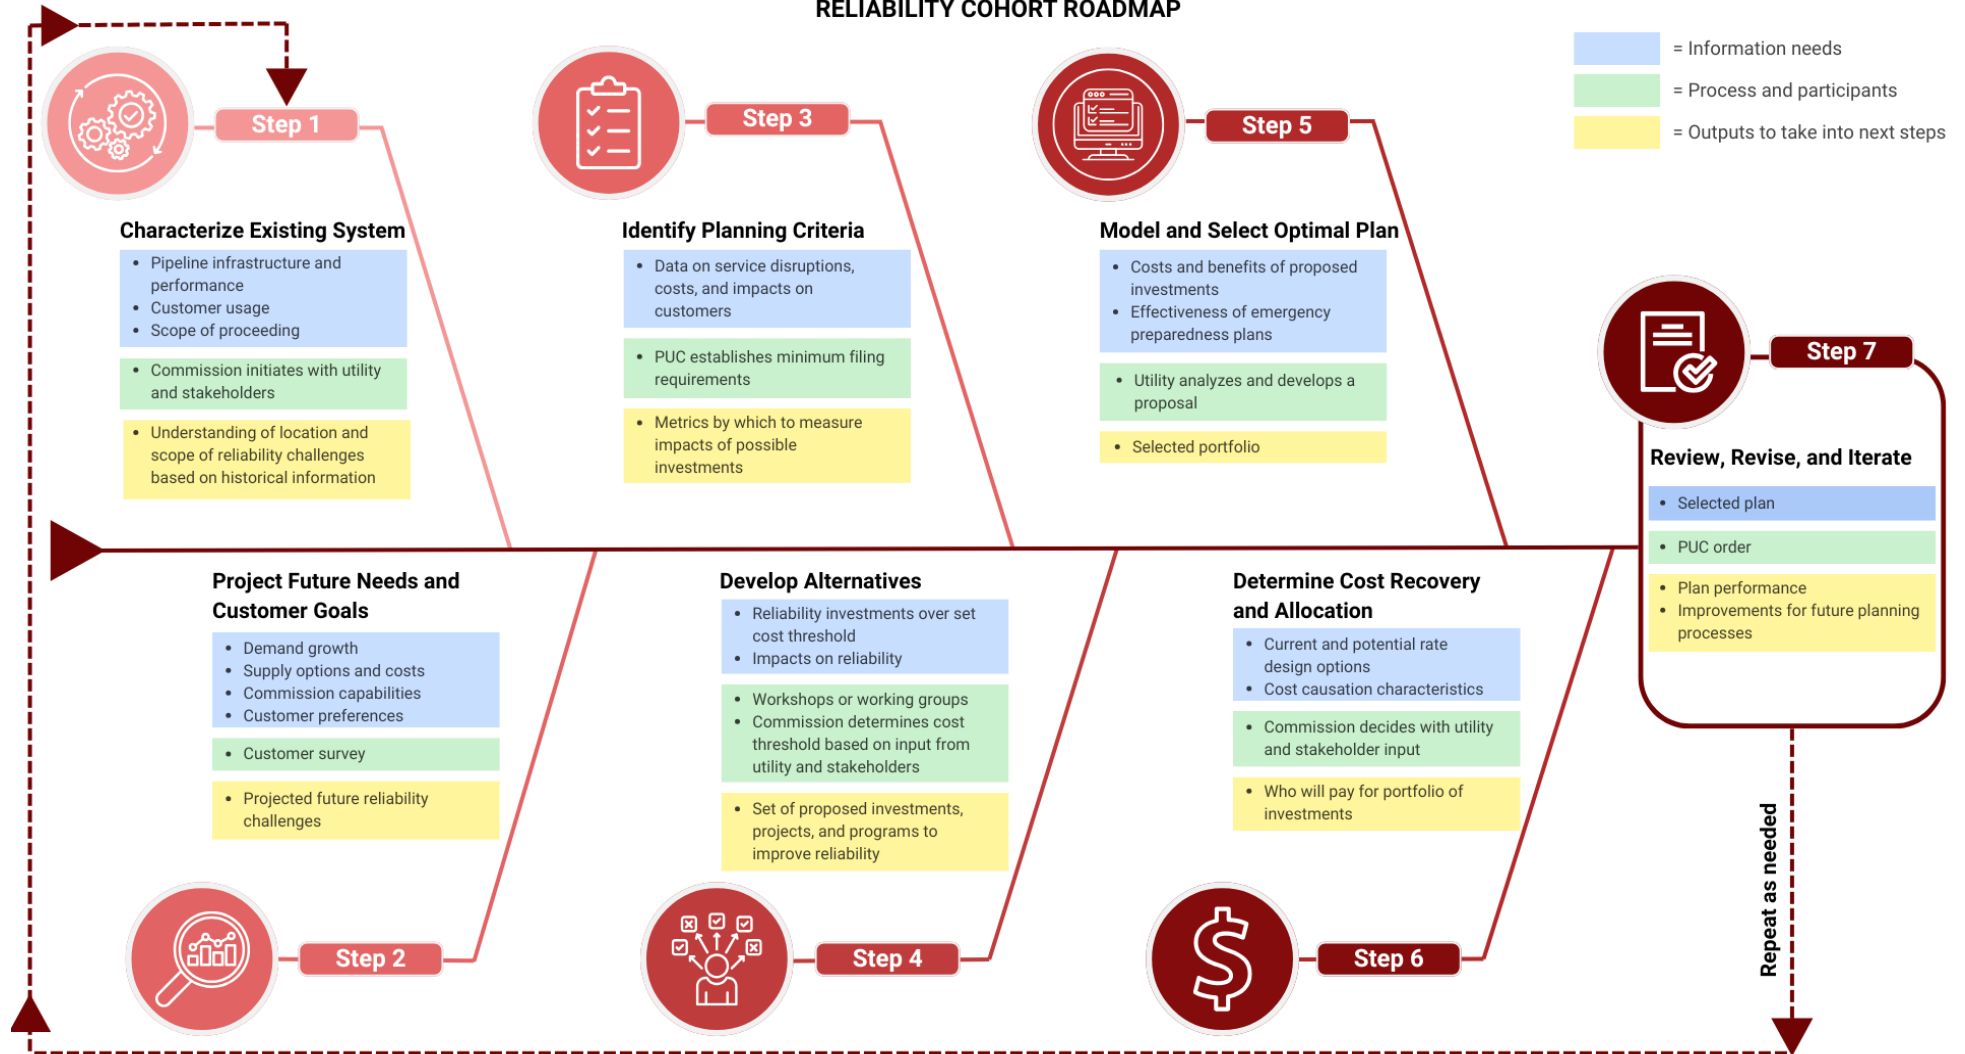 RELIABILITY COHORT ROADMAP
= Information needs
= Process and participants
= Outputs to take into next steps
Step 1
Characterize Existing System
• Pipeline infrastructure and
performance
• Customer usage
• Scope of proceeding
• Commission initiates with utility
and stakeholders
• Understanding of location and
scope of reliability challenges
based on historical information
Step 3
Identify Planning Criteria
• Data on service disruptions,
costs, and impacts on
customers
• PUC establishes minimum filing
requirements
• Metrics by which to measure
impacts of possible
investments
Step 5
Model and Select Optimal Plan
• Costs and benefits of proposed
investments
• Effectiveness of emergency
preparedness plans
• Utility analyzes and develops a
proposal
• Selected portfolio
Step 7
Review, Revise, and Iterate
• Selected plan
• PUC order
• Plan performance
• Improvements for future planning
processes
Project Future Needs and
Customer Goals
• Demand growth
• Supply options and costs
• Commission capabilities
• Customer preferences
• Customer survey
• Projected future reliability
challenges
Step 2
Develop Alternatives
• Reliability investments over set
cost threshold
• Impacts on reliability
• Workshops or working groups
• Commission determines cost
threshold based on input from
utility and stakeholders
• Set of proposed investments,
projects, and programs to
improve reliability
Step 4
Determine Cost Recovery
and Allocation
• Current and potential rate
design options
• Cost causation characteristics
• Commission decides with utility
and stakeholder input
• Who will pay for portfolio of
investments
$
Step 6
Repeat as needed